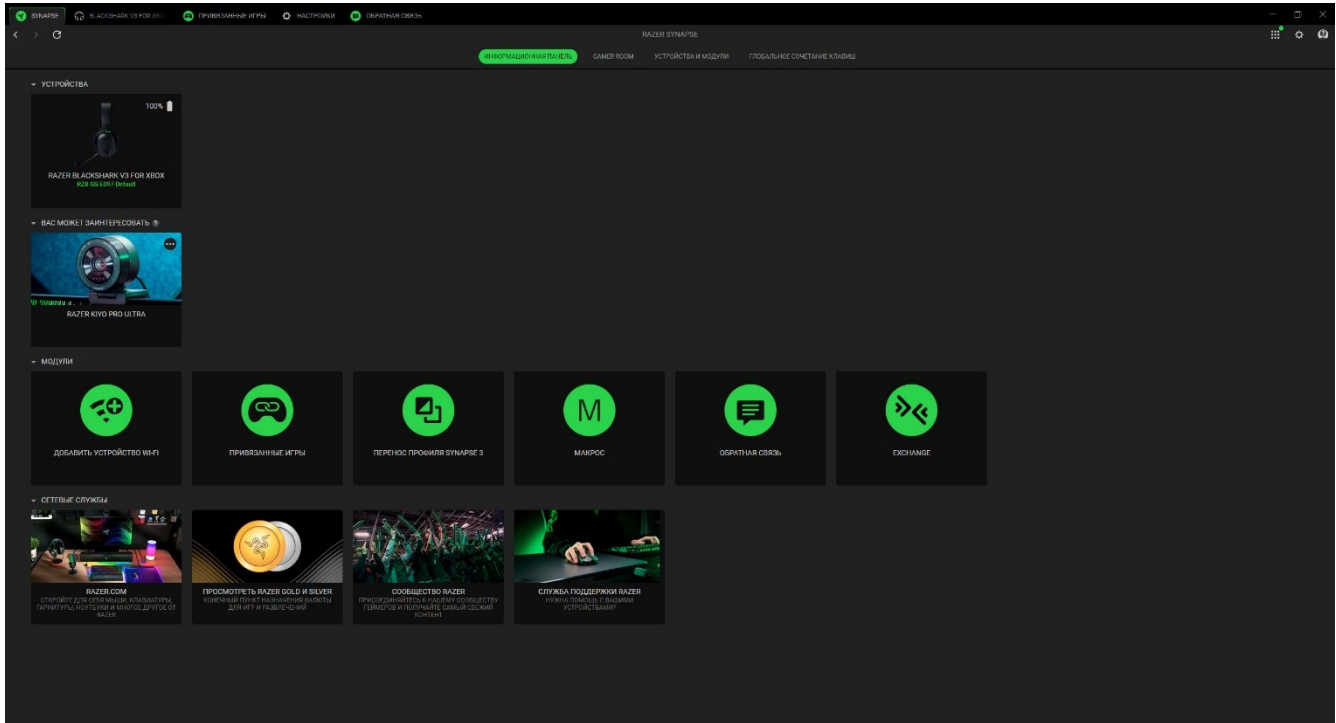 SYNAPSE
BLACKSHARK V3 FOR XB
ПРИВЯЗАННЫЕ ИГРЫ
НАСТРОЙКИ
ОБРАТНАЯ СВЯЗЬ
RAZER SYNAPSE
ИНФОРМАЦИОННАЯ ПАНЕЛЬ
GAMER ROOM
УСТРОЙСТВА И МОДУЛИ
ГЛОБАЛЬНОЕ СОЧЕТАНИЕ КЛАВИШ
УСТРОЙСТВА
100%
RAZER BLACKSHARK V3 FOR XBOX
ВАС МОЖЕТ ЗАИНТЕРЕСОВАТЬ
RAZER KIYO PRO ULTRA
МОДУЛИ
M
ДОБАВИТЬ УСТРОЙСТВО WI-FI
ПРИВЯЗАННЫЕ ИГРЫ
ПЕРЕНОС ПРОФИЛЯ SYNAPSE 3
МАКРОС
ОБРАТНАЯ СВЯЗЬ
EXCHANGE
СЕТЕВЫЕ СЛУЖБЫ
RAZER.COM
ОТКРОЙТЕ ДЛЯ СЕБЯ МЫШИ, КЛАВИАТУРЫ,
ГАРНИТУРЫ, НОУТБУКИ И МНОГОЕ ДРУГОЕ ОТ
RAZER
ПРОСМОТРЕТЬ RAZER GOLD И SILVER
КОНЕЧНЫЙ ПУНКТ НАЗНАЧЕНИЯ ВАЛЮТЫ
ДЛЯ ИГР И РАЗВЛЕЧЕНИЙ
СООБЩЕСТВО RAZER
ПРИСОЕДИНЯЙТЕСЬ К НАШЕМУ СООБЩЕСТВУ
ГЕЙМЕРОВ И ПОЛУЧАЙТЕ САМЫЙ СВЕЖИЙ
КОНТЕНТ
СЛУЖБА ПОДДЕРЖКИ RAZER
НУЖНА ПОМОЩЬ С ВАШИМИ
УСТРОЙСТВАМИ?